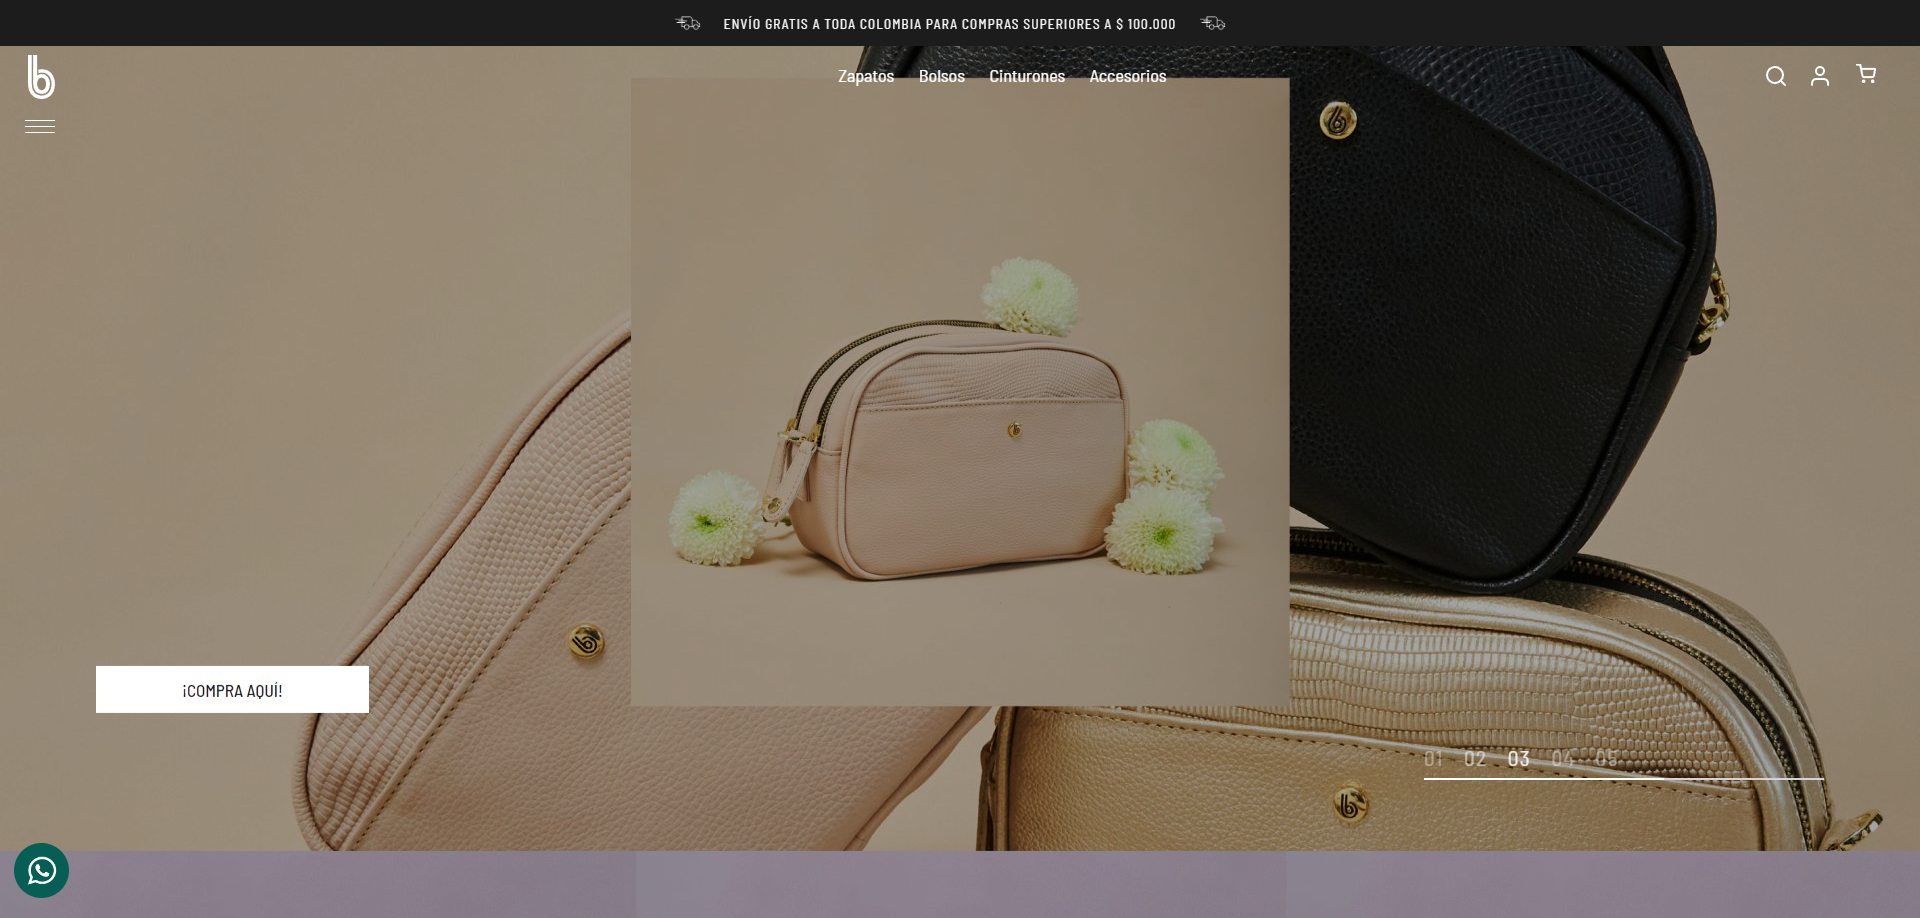 ENVÍO GRATIS A TODA COLOMBIA PARA COMPRAS SUPERIORES A $ 100.000
b
Zapatos Bolsos Cinturones Accesorios
¡COMPRA AQUÍ!
01 02 03 04 05